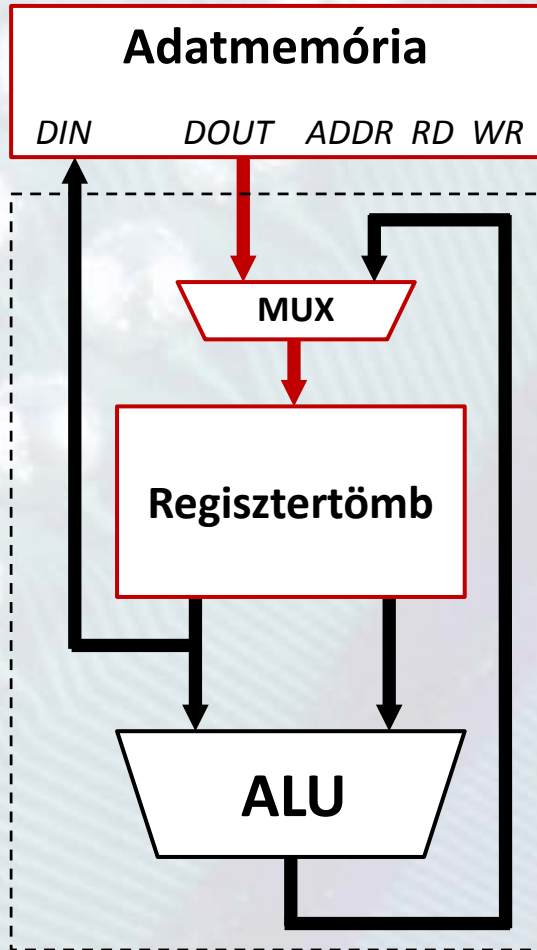 Adatmemória
DIN DOUT ADDR RD WR
MUX
Regisztertömb
ALU